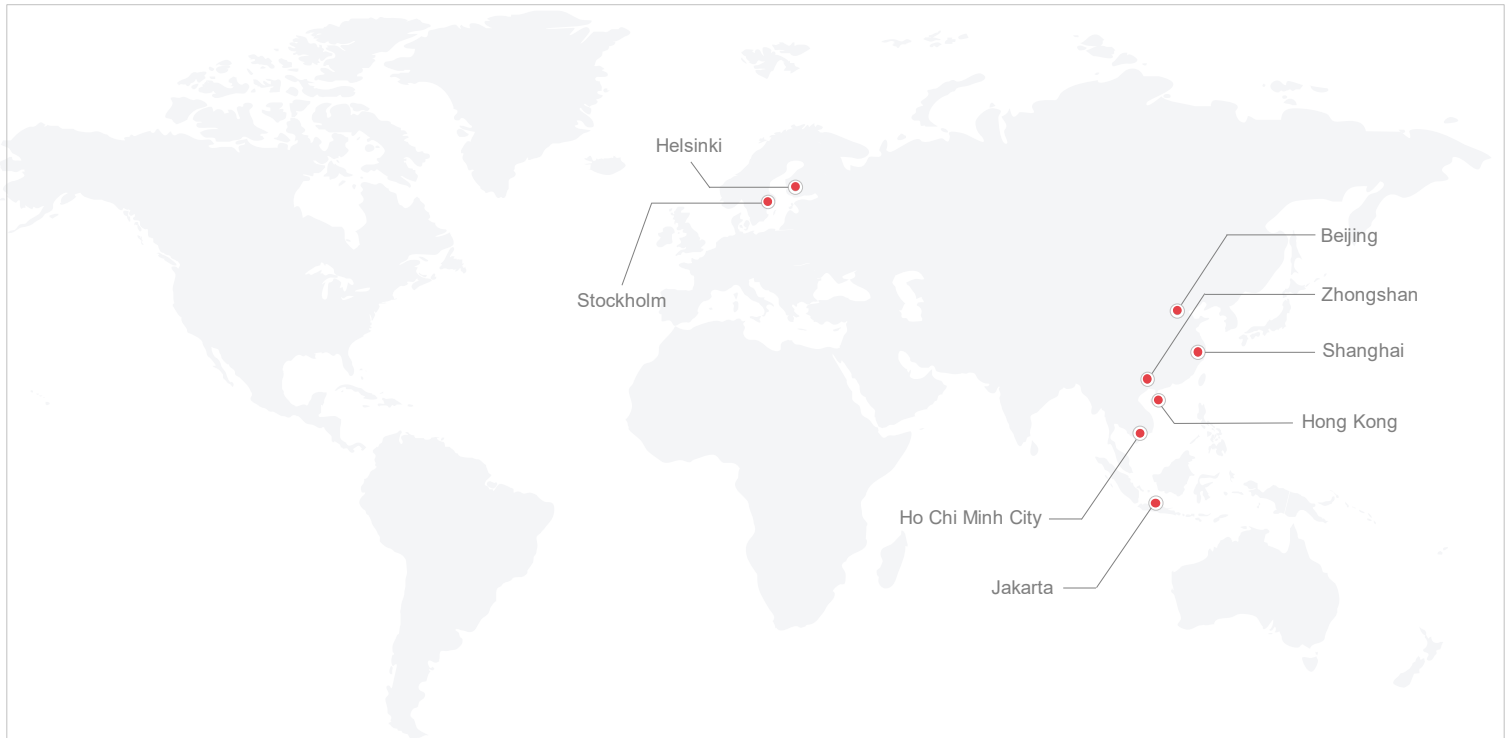 Helsinki
Stockholm
Beijing
Zhongshan
Shanghai
Hong Kong
Ho Chi Minh City
Jakarta